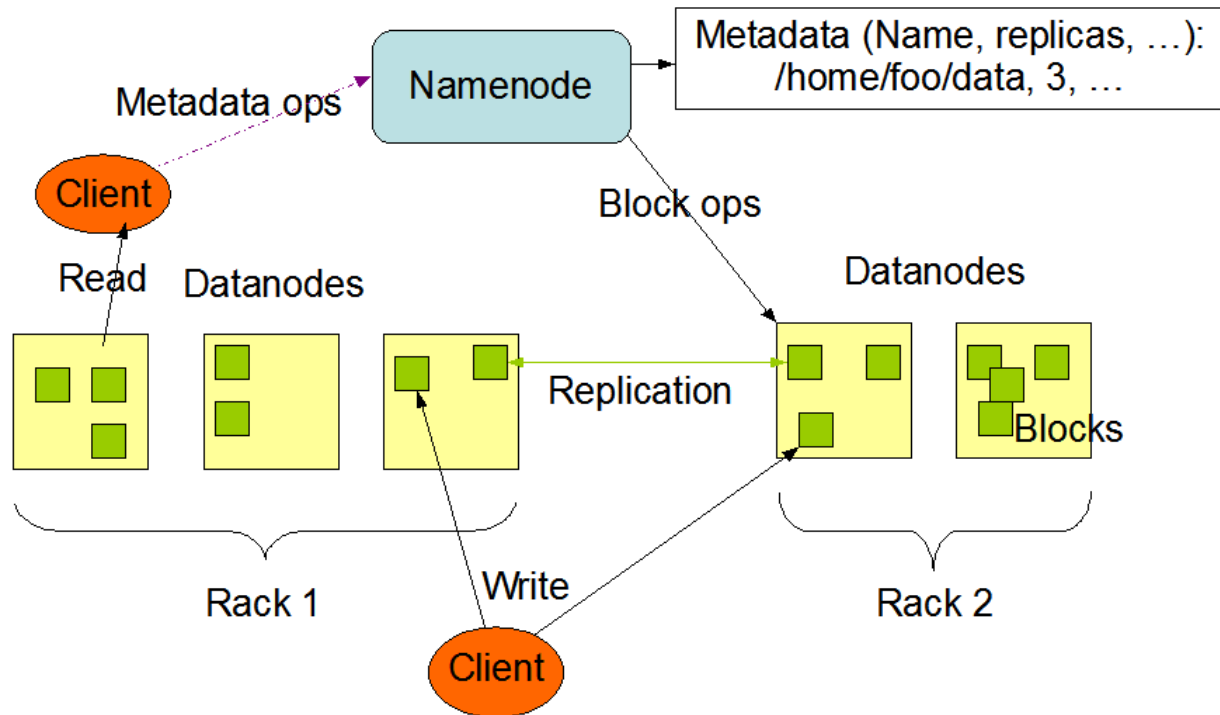 Metadata (Name, replicas, …):
/home/foo/data, 3, …
Namenode
Metadata ops
Client
Block ops
Read
Datanodes
Datanodes
Replication
Blocks
Rack 1
Write
Rack 2
Client